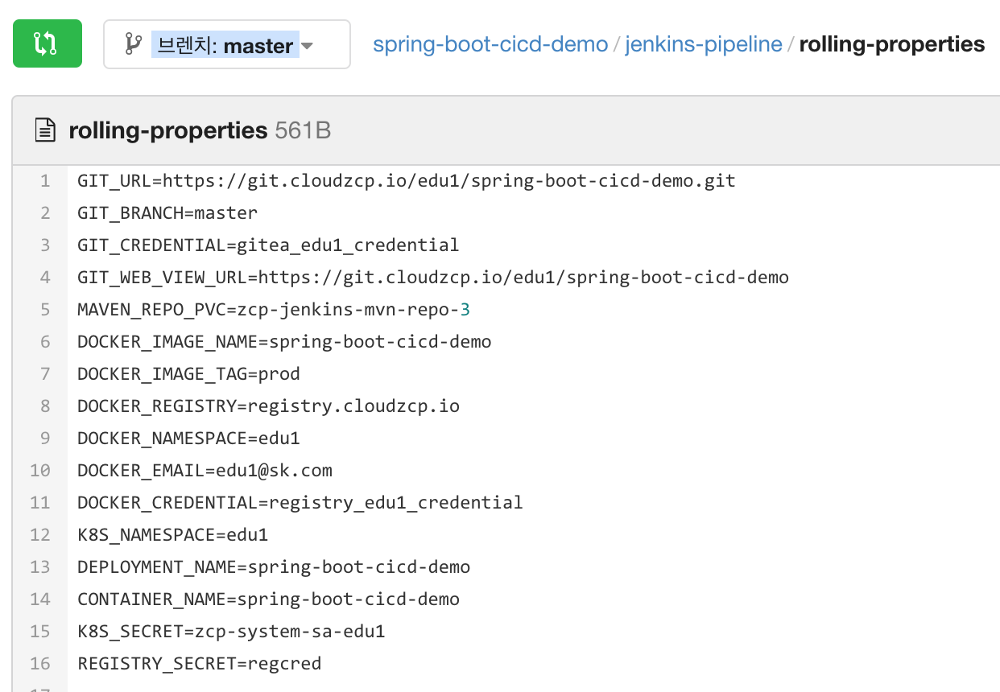 브렌치: master
spring-boot-cicd-demo / jenkins-pipeline / rolling-properties
rolling-properties 561B
1 GIT_URL=https://git.cloudzcp.io/edu1/spring-boot-cicd-demo.git
2 GIT_BRANCH=master
3 GIT_CREDENTIAL=gitea_edu1_credential
4 GIT_WEB_VIEW_URL=https://git.cloudzcp.io/edu1/spring-boot-cicd-demo
5 MAVEN_REPO_PVC=zcp-jenkins-mvn-repo-3
6 DOCKER_IMAGE_NAME=spring-boot-cicd-demo
7 DOCKER_IMAGE_TAG=prod
8 DOCKER_REGISTRY=registry.cloudzcp.io
9 DOCKER_NAMESPACE=edu1
10 DOCKER_EMAIL=edu1@sk.com
11 DOCKER_CREDENTIAL=registry_edu1_credential
12 K8S_NAMESPACE=edu1
13 DEPLOYMENT_NAME=spring-boot-cicd-demo
14 CONTAINER_NAME=spring-boot-cicd-demo
15 K8S_SECRET=zcp-system-sa-edu1
16 REGISTRY_SECRET=regcred